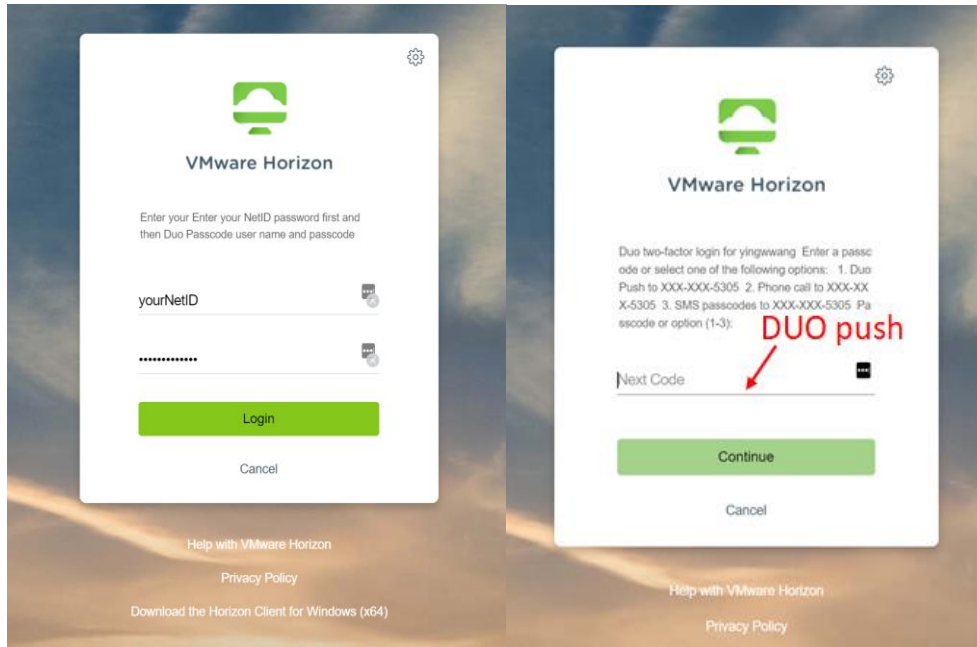 VMware Horizon
Enter your Enter your NetID password first and
then Duo Passcode user name and passcode
yourNetID
•••••••••••••
Login
Cancel
Help with VMware Horizon
Privacy Policy
Download the Horizon Client for Windows (x64)
VMware Horizon
Duo two-factor login for yingwwang Enter a passc
ode or select one of the following options: 1. Duo
Push to XXX-XXX-5305 2. Phone call to XXX-XX
X-5305 3. SMS passcodes to XXX-XXX-5305 Pa
sscode or option (1-3):
DUO push
Next Code
Continue
Cancel
Help with VMware Horizon
Privacy Policy